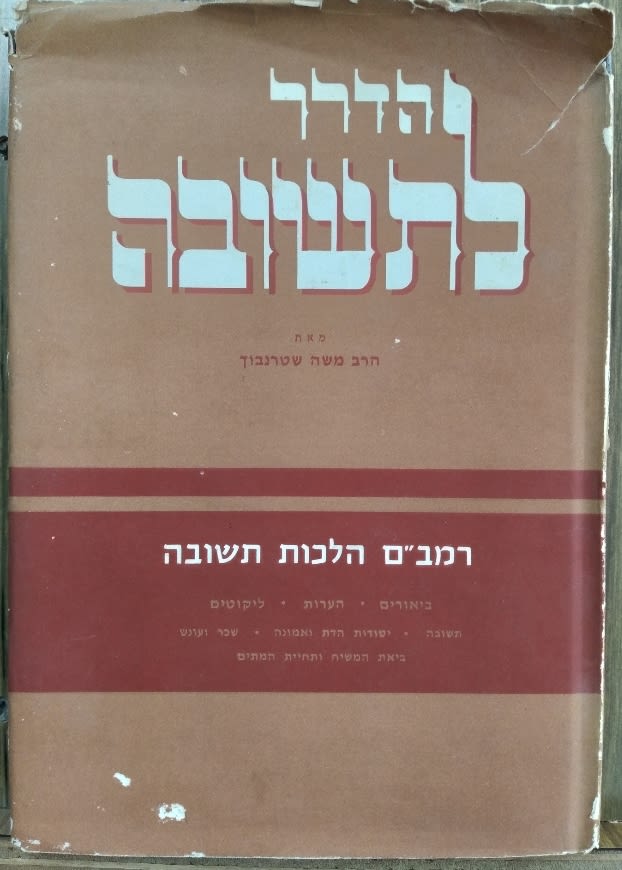 הדרך
לתשובה
מאת
הרב משה שטרנבוך
רמב"ם הלכות תשובה
ביאורים • הערות • ליקוטים
תשובה • יסודות הדת ואמונה • שכר ועונש
ביאת המשיח ותחיית המתים